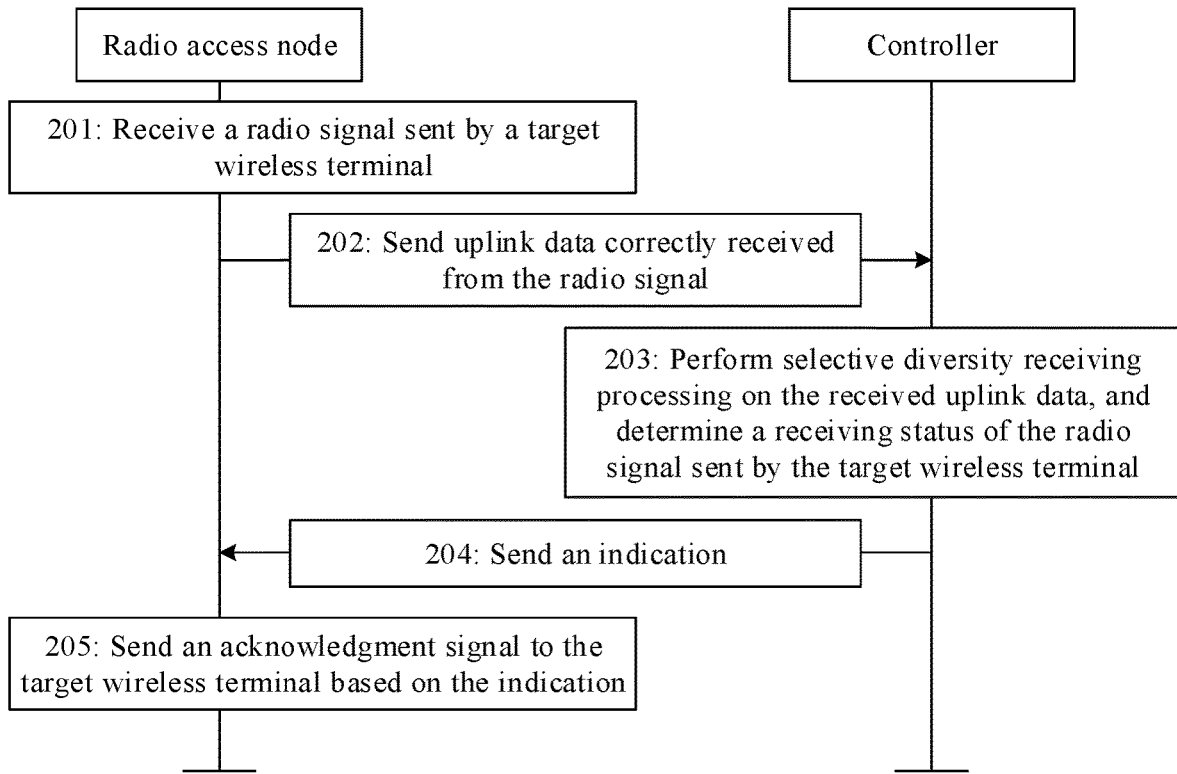 Radio access node
Controller
201: Receive a radio signal sent by a target
wireless terminal
202: Send uplink data correctly received
from the radio signal
203: Perform selective diversity receiving
processing on the received uplink data, and
determine a receiving status of the radio
signal sent by the target wireless terminal
204: Send an indication
205: Send an acknowledgment signal to the
target wireless terminal based on the indication